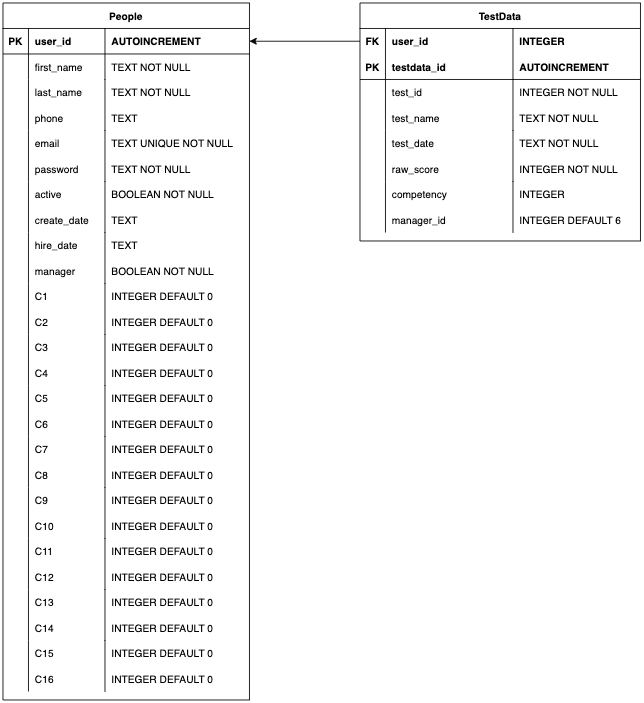 People
PK user_id AUTOINCREMENT
first_name TEXT NOT NULL
last_name TEXT NOT NULL
phone TEXT
email TEXT UNIQUE NOT NULL
password TEXT NOT NULL
active BOOLEAN NOT NULL
create_date TEXT
hire_date TEXT
manager BOOLEAN NOT NULL
C1 INTEGER DEFAULT 0
C2 INTEGER DEFAULT 0
C3 INTEGER DEFAULT 0
C4 INTEGER DEFAULT 0
C5 INTEGER DEFAULT 0
C6 INTEGER DEFAULT 0
C7 INTEGER DEFAULT 0
C8 INTEGER DEFAULT 0
C9 INTEGER DEFAULT 0
C10 INTEGER DEFAULT 0
C11 INTEGER DEFAULT 0
C12 INTEGER DEFAULT 0
C13 INTEGER DEFAULT 0
C14 INTEGER DEFAULT 0
C15 INTEGER DEFAULT 0
C16 INTEGER DEFAULT 0
TestData
FK user_id INTEGER
PK testdata_id AUTOINCREMENT
test_id INTEGER NOT NULL
test_name TEXT NOT NULL
test_date TEXT NOT NULL
raw_score INTEGER NOT NULL
competency INTEGER
manager_id INTEGER DEFAULT 6